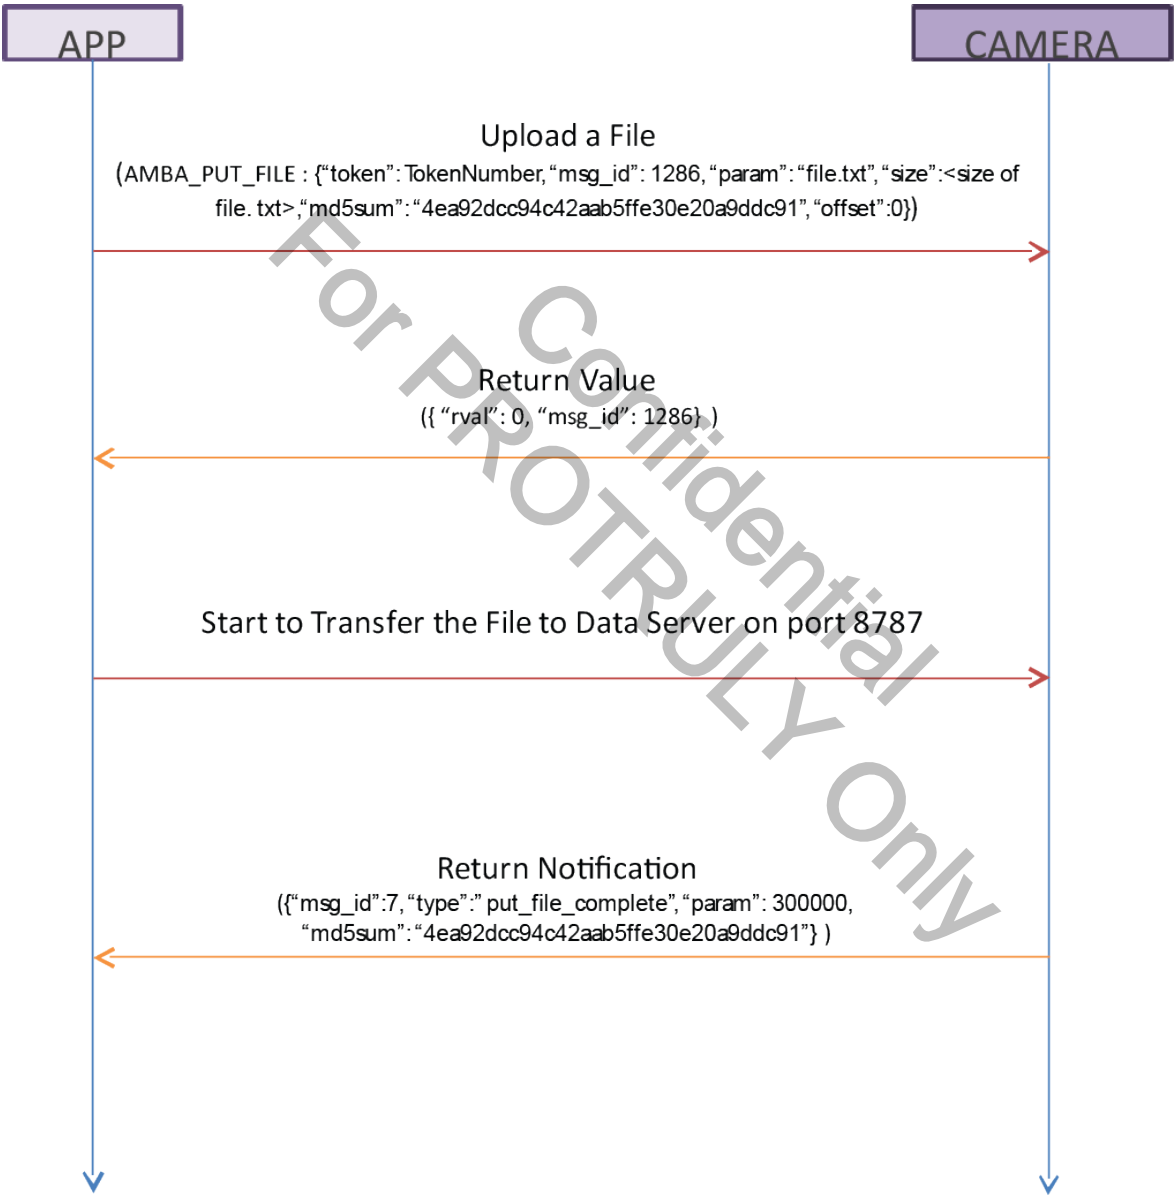 APP
CAMERA
Upload a File
(AMBA_PUT_FILE : {“token”: TokenNumber, “msg_id”: 1286, “param”: “file.txt”, “size”:<size of
file. txt>,“md5sum”: “4ea92dcc94c42aab5ffe30e20a9ddc91”, “offset”:0})
Return Value
({ “rval”: 0, “msg_id”: 1286} )
Start to Transfer the File to Data Server on port 8787
Return Notification
({“msg_id”:7, “type”:” put_file_complete”, “param”: 300000,
“md5sum”: “4ea92dcc94c42aab5ffe30e20a9ddc91”} )
Confidential
For PROTRULY Only